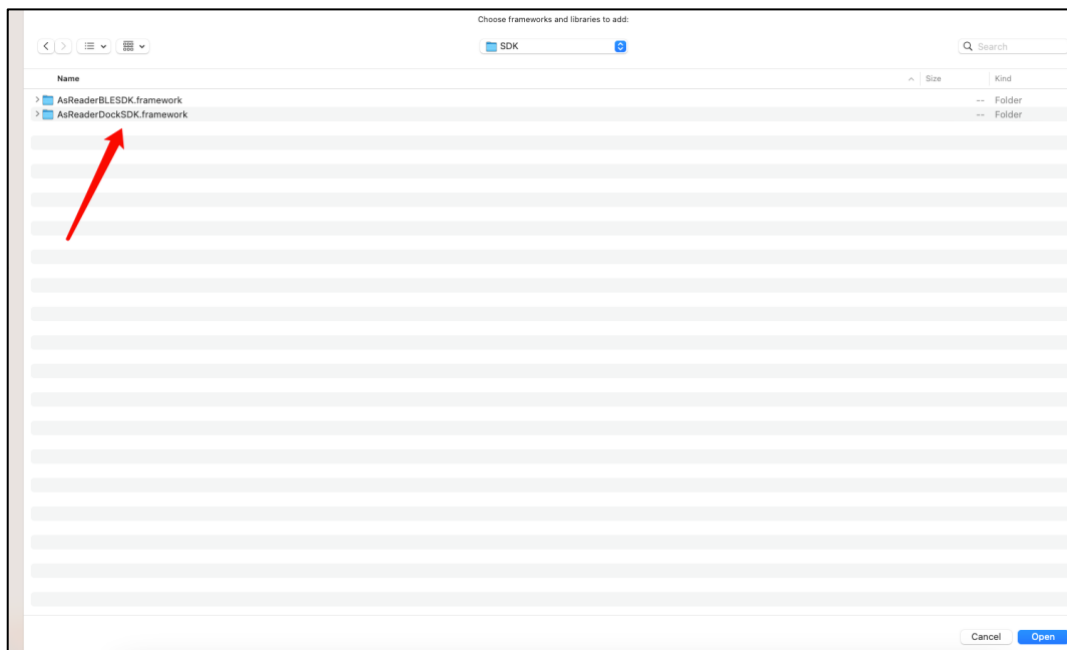 Choose frameworks and libraries to add:
SDK
Search
Name Size Kind
AsReaderBLESDK.framework -- Folder
AsReaderDockSDK.framework -- Folder
Cancel Open